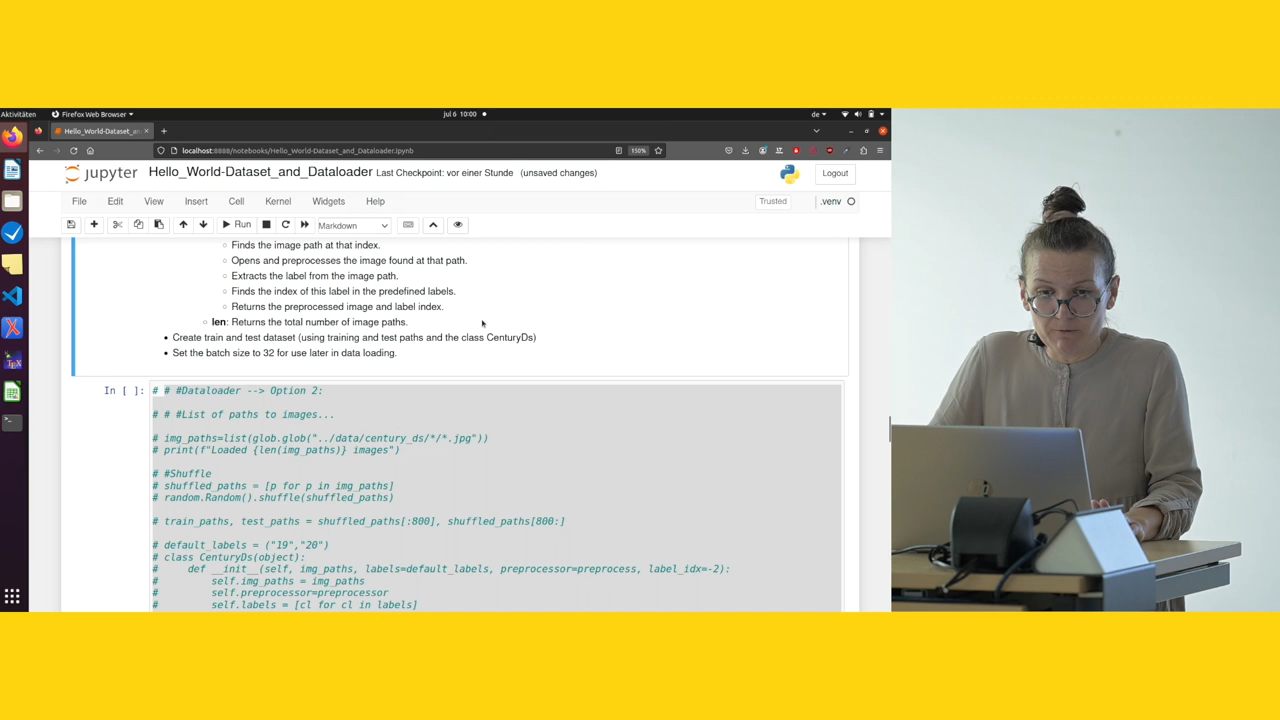 Aktivitäten
Firefox Web Browser
Jul 6 10:00
de
Hello_World-Dataset_an
localhost:8888/notebooks/Hello_World-Dataset_and_Dataloader.ipynb
150%
jupyter
Hello_World-Dataset_and_Dataloader
Last Checkpoint: vor einer Stunde (unsaved changes)
Logout
File Edit View Insert Cell Kernel Widgets Help
Trusted
.venv
Run
Markdown
Finds the image path at that index.
Opens and preprocesses the image found at that path.
Extracts the label from the image path.
Finds the index of this label in the predefined labels.
Returns the preprocessed image and label index.
len: Returns the total number of image paths.
Create train and test dataset (using training and test paths and the class CenturyDs)
Set the batch size to 32 for use later in data loading.
In [ ]:
# # #Dataloader --> Option 2:
# # #List of paths to images...
# img_paths=list(glob.glob("../data/century_ds/*/*.jpg"))
# print(f"Loaded {len(img_paths)} images")
# #Shuffle
# shuffled_paths = [p for p in img_paths]
# random.Random().shuffle(shuffled_paths)
# train_paths, test_paths = shuffled_paths[:800], shuffled_paths[800:]
# default_labels = ("19","20")
# class CenturyDs(object):
#     def __init__(self, img_paths, labels=default_labels, preprocessor=preprocess, label_idx=-2):
#         self.img_paths = img_paths
#         self.preprocessor=preprocessor
#         self.labels = [cl for cl in labels]